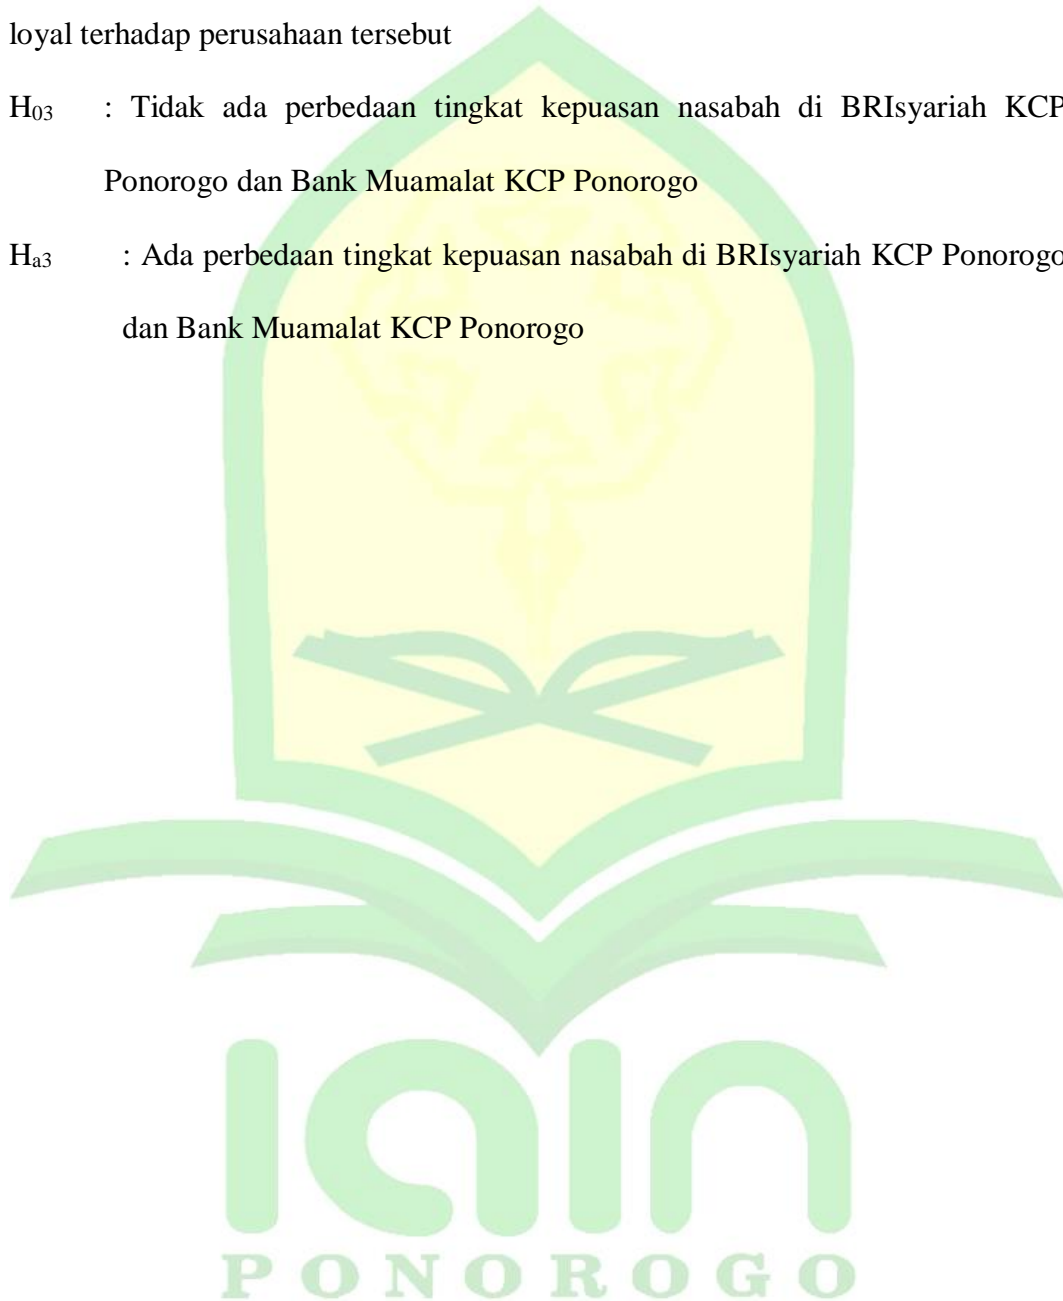 loyal terhadap perusahaan tersebut
H03 : Tidak ada perbedaan tingkat kepuasan nasabah di BRIsyariah KCP
Ponorogo dan Bank Muamalat KCP Ponorogo
Ha3 : Ada perbedaan tingkat kepuasan nasabah di BRIsyariah KCP Ponorogo
dan Bank Muamalat KCP Ponorogo
iain
PONOROGO